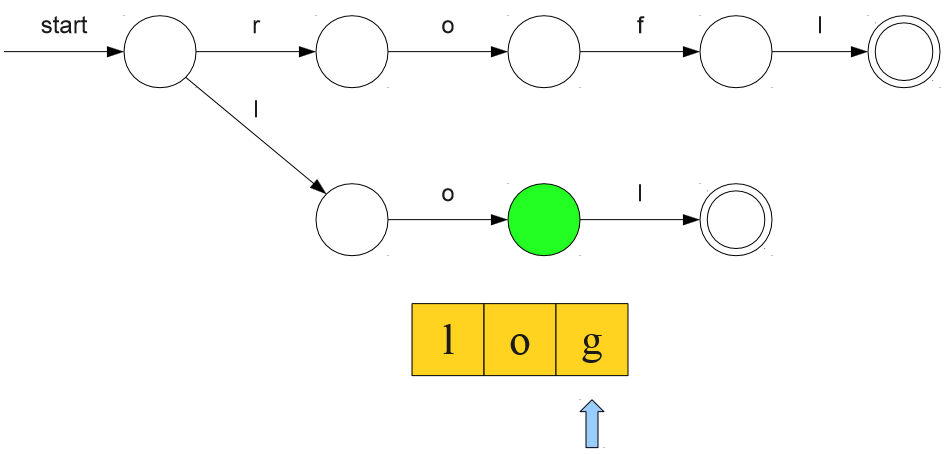 start r o f l
l
o l
l o g